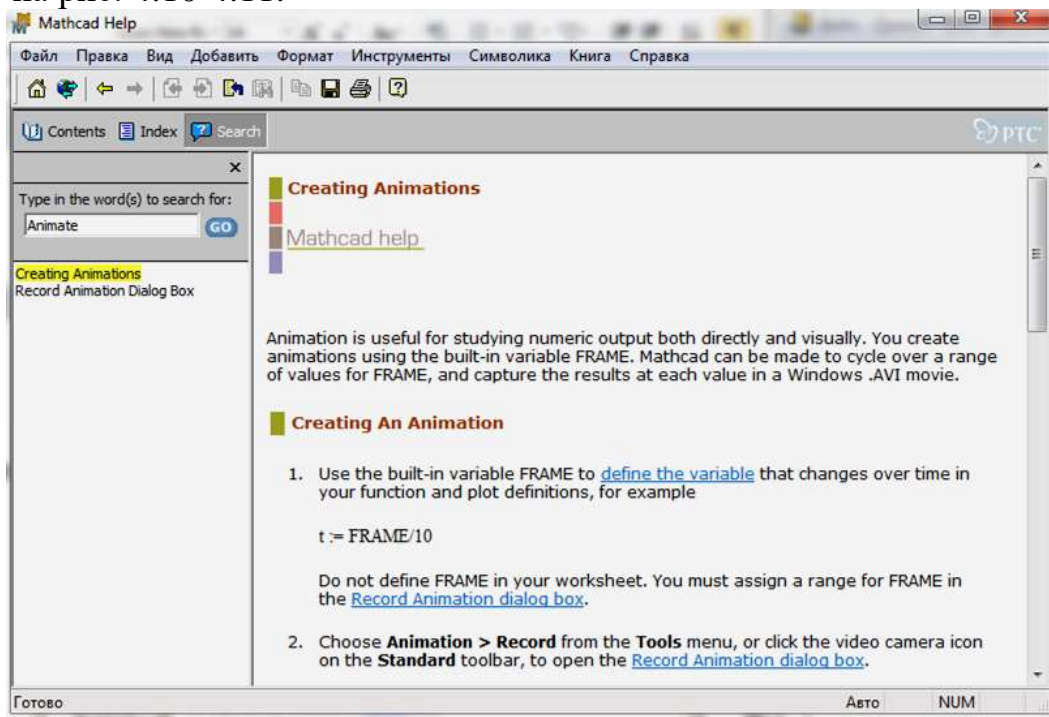 на рис. 4.10-4.11.
Mathcad Help
Файл Правка Вид Добавить Формат Инструменты Символика Книга Справка
Contents Index Search
PTC
Type in the word(s) to search for:
Animate GO
Creating Animations
Record Animation Dialog Box
Creating Animations
Mathcad help
Animation is useful for studying numeric output both directly and visually. You create
animations using the built-in variable FRAME. Mathcad can be made to cycle over a range
of values for FRAME, and capture the results at each value in a Windows .AVI movie.
Creating An Animation
1. Use the built-in variable FRAME to define the variable that changes over time in
your function and plot definitions, for example
t := FRAME/10
Do not define FRAME in your worksheet. You must assign a range for FRAME in
the Record Animation dialog box.
2. Choose Animation > Record from the Tools menu, or click the video camera icon
on the Standard toolbar, to open the Record Animation dialog box.
Готово Авто NUM